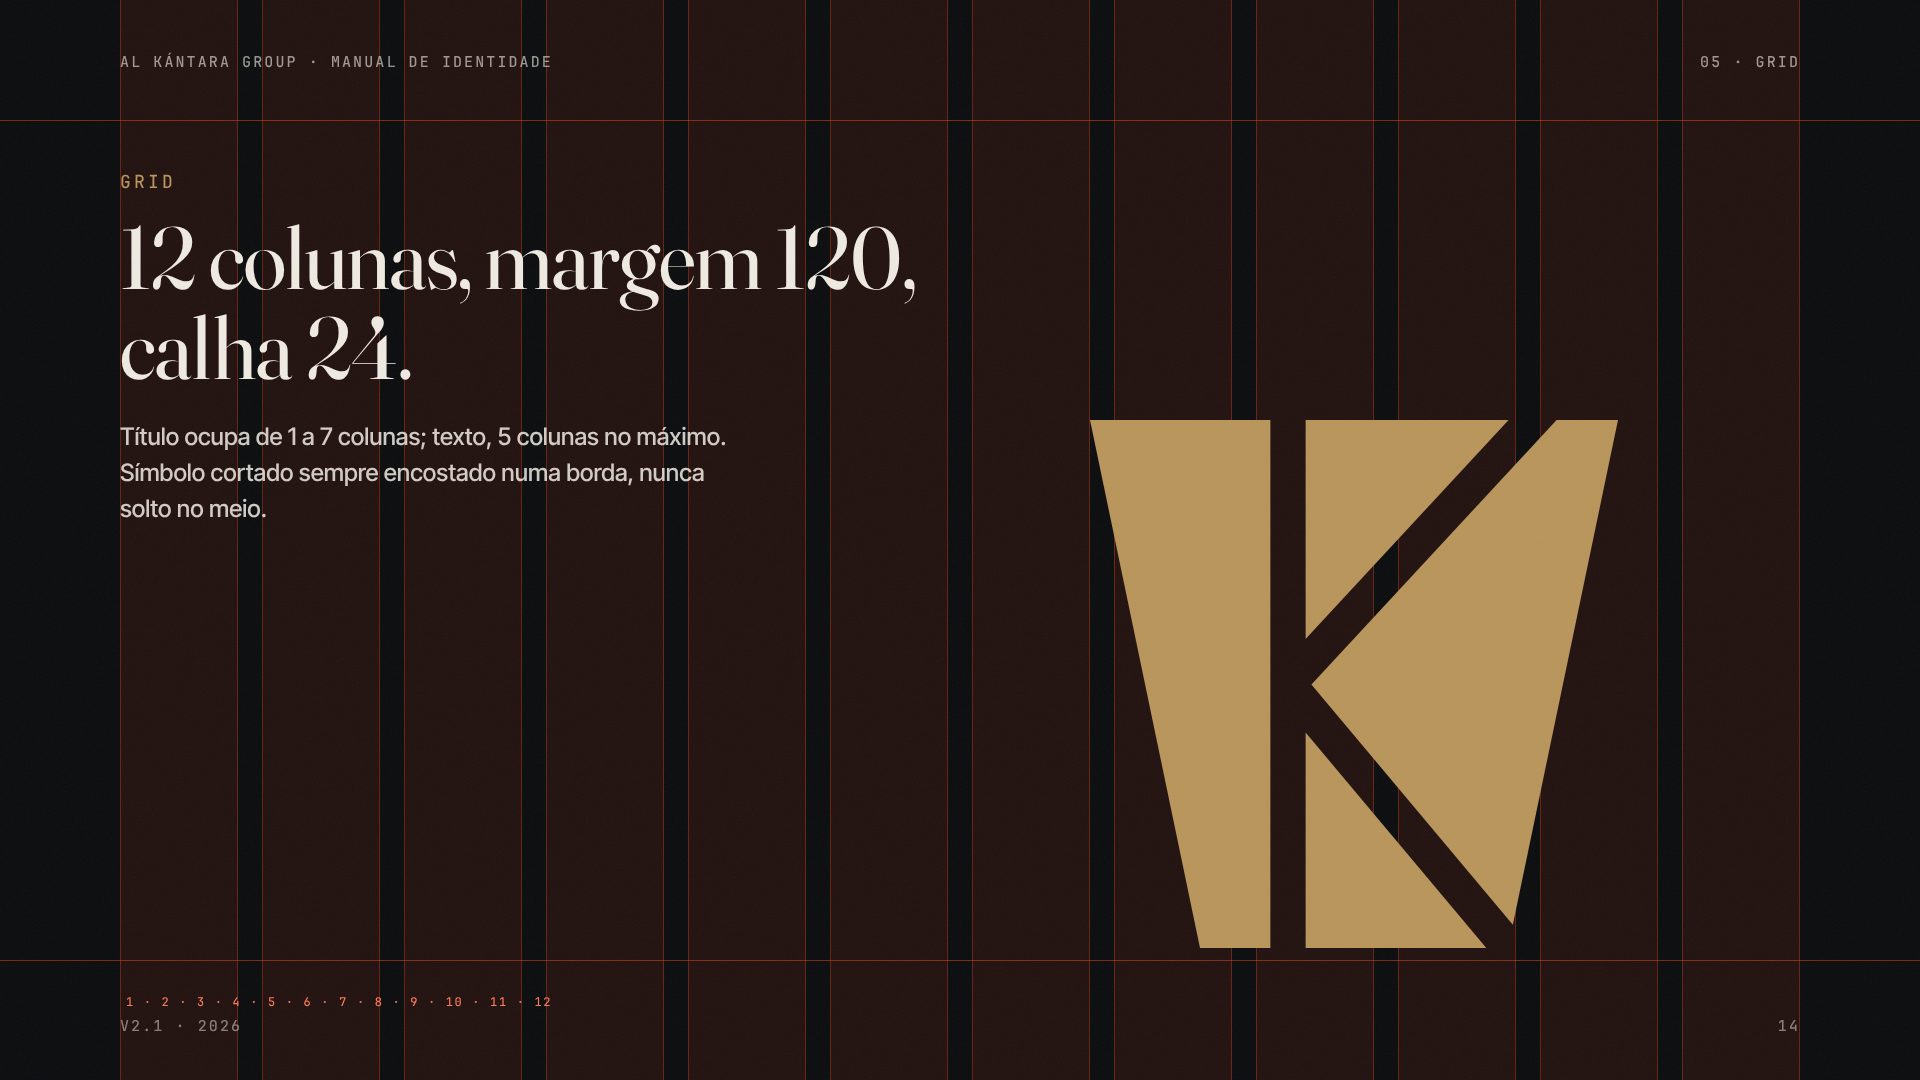 AL KÁNTARA GROUP · MANUAL DE IDENTIDADE
05 · GRID
GRID
12 colunas, margem 120,
calha 24.
Título ocupa de 1 a 7 colunas; texto, 5 colunas no máximo.
Símbolo cortado sempre encostado numa borda, nunca
solto no meio.
1 · 2 · 3 · 4 · 5 · 6 · 7 · 8 · 9 · 10 · 11 · 12
V2.1 · 2026
14